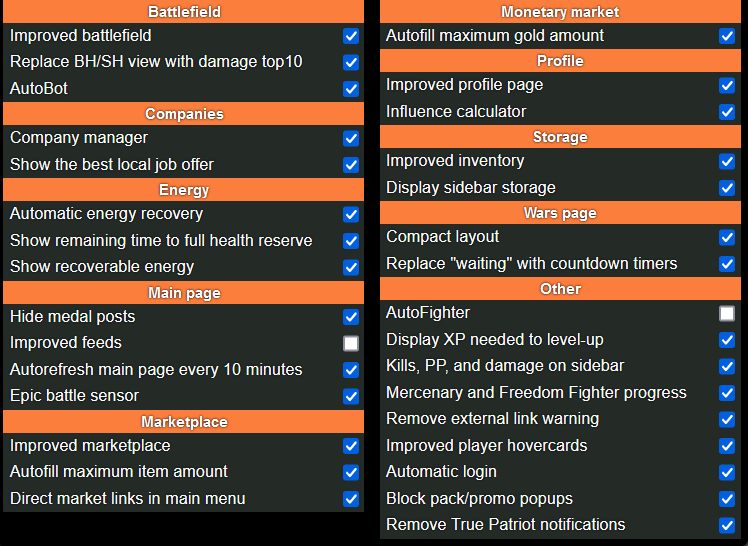 Battlefield
Improved battlefield
Replace BH/SH view with damage top10
AutoBot
Companies
Company manager
Show the best local job offer
Energy
Automatic energy recovery
Show remaining time to full health reserve
Show recoverable energy
Main page
Hide medal posts
Improved feeds
Autorefresh main page every 10 minutes
Epic battle sensor
Marketplace
Improved marketplace
Autofill maximum item amount
Direct market links in main menu
Monetary market
Autofill maximum gold amount
Profile
Improved profile page
Influence calculator
Storage
Improved inventory
Display sidebar storage
Wars page
Compact layout
Replace "waiting" with countdown timers
Other
AutoFighter
Display XP needed to level-up
Kills, PP, and damage on sidebar
Mercenary and Freedom Fighter progress
Remove external link warning
Improved player hovercards
Automatic login
Block pack/promo popups
Remove True Patriot notifications